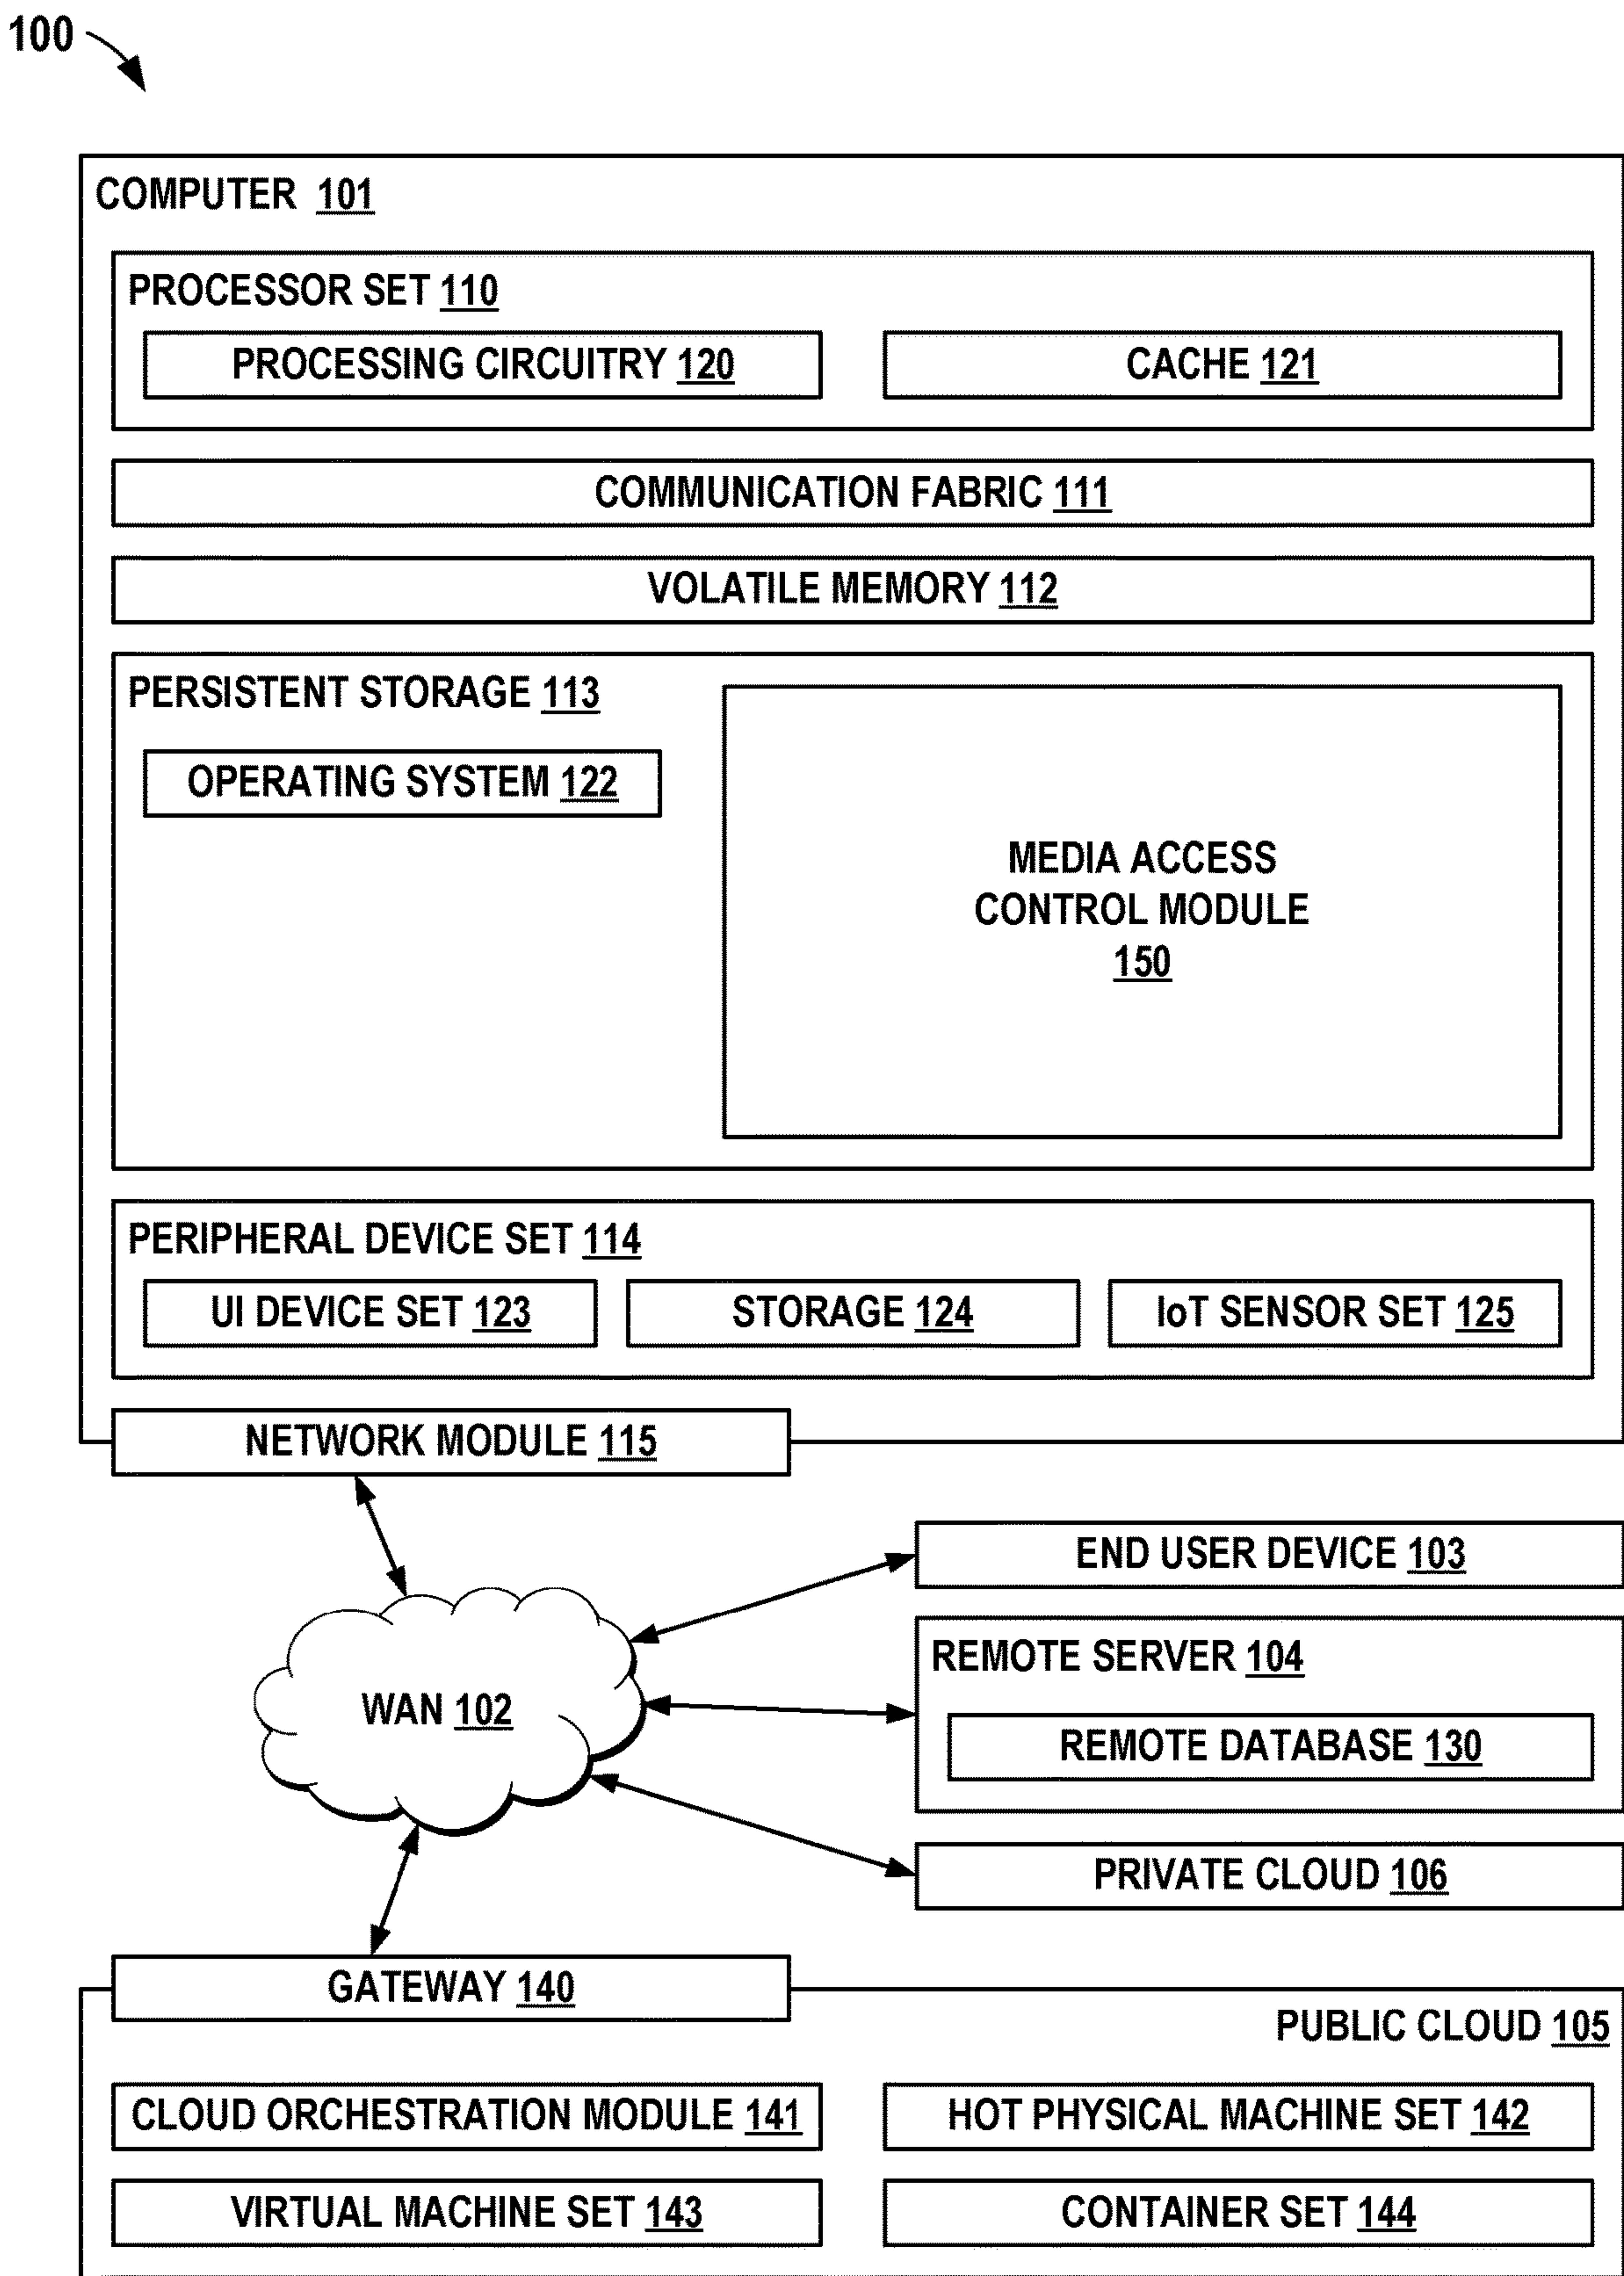 100
COMPUTER 101
PROCESSOR SET 110
PROCESSING CIRCUITRY 120
CACHE 121
COMMUNICATION FABRIC 111
VOLATILE MEMORY 112
PERSISTENT STORAGE 113
OPERATING SYSTEM 122
MEDIA ACCESS
CONTROL MODULE
150
PERIPHERAL DEVICE SET 114
UI DEVICE SET 123
STORAGE 124
IoT SENSOR SET 125
NETWORK MODULE 115
END USER DEVICE 103
REMOTE SERVER 104
WAN 102
REMOTE DATABASE 130
PRIVATE CLOUD 106
GATEWAY 140
PUBLIC CLOUD 105
CLOUD ORCHESTRATION MODULE 141
HOT PHYSICAL MACHINE SET 142
VIRTUAL MACHINE SET 143
CONTAINER SET 144